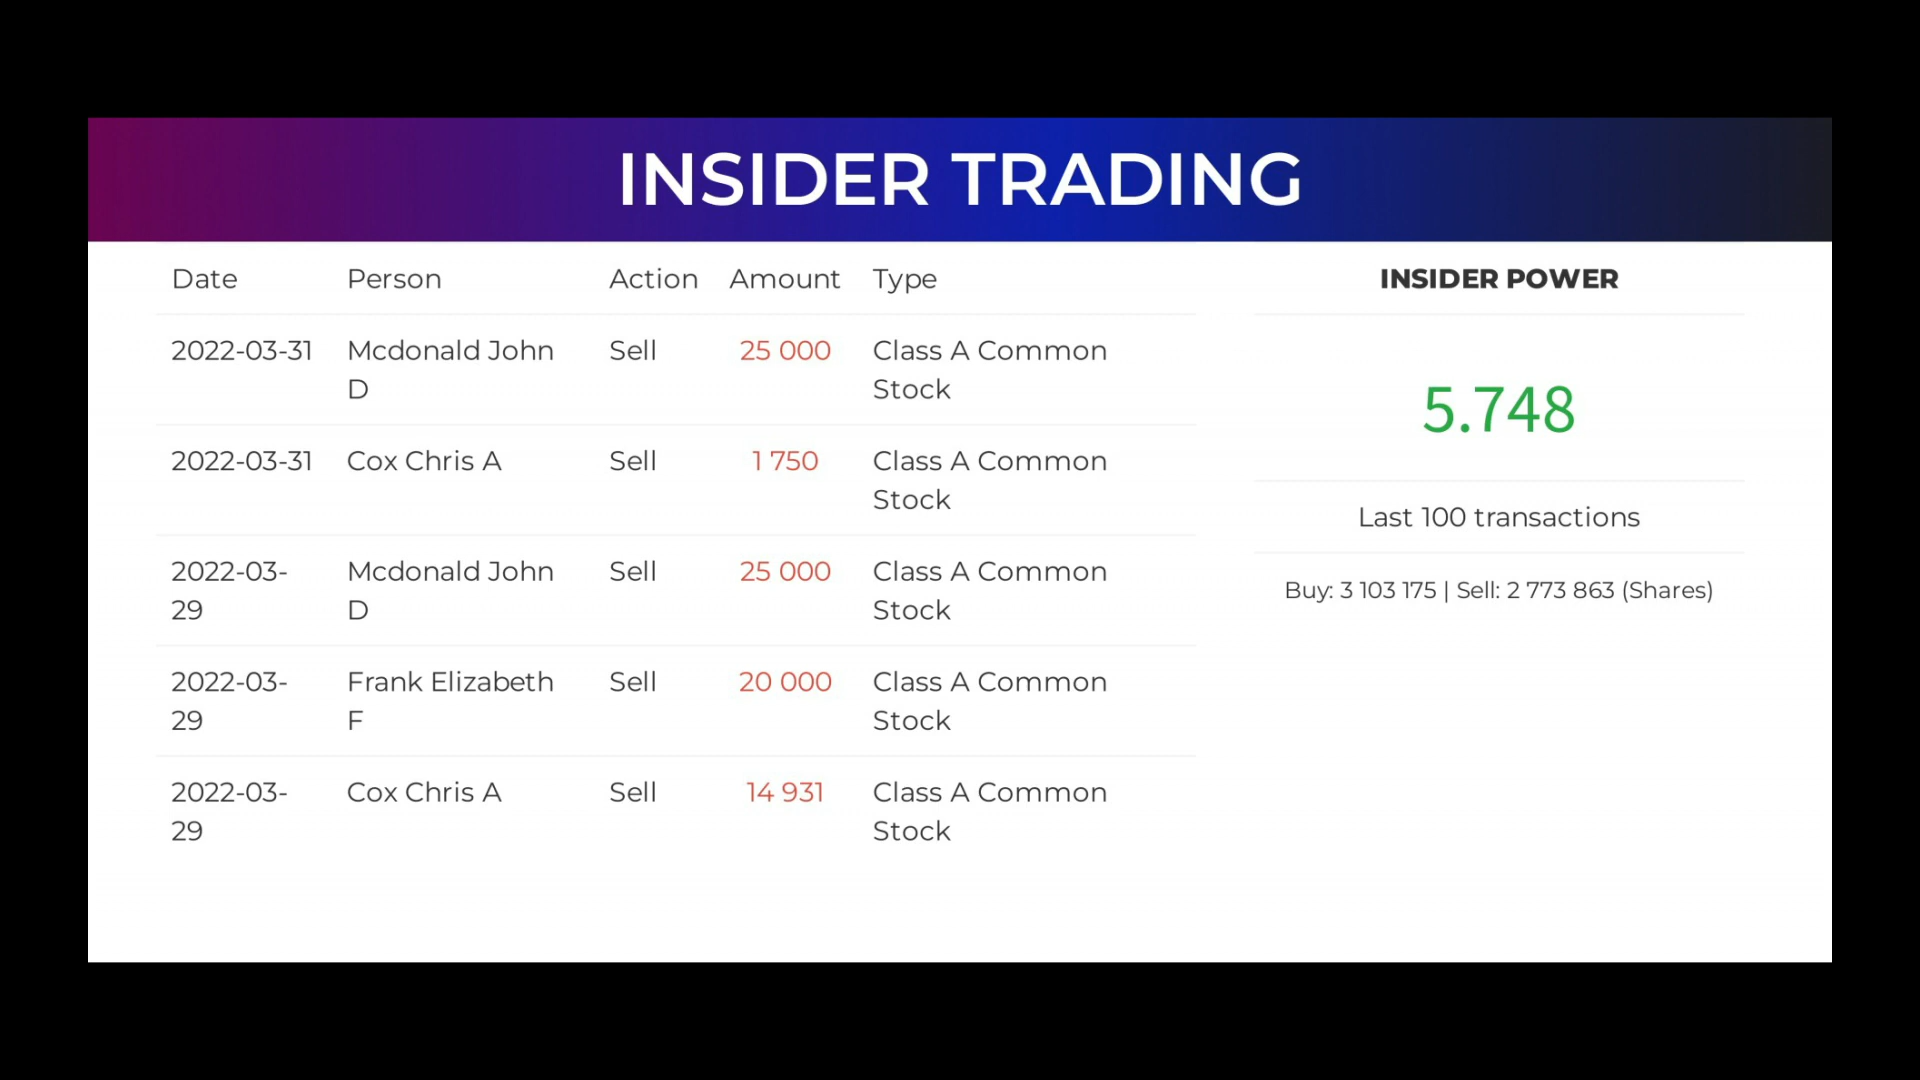 INSIDER TRADING
Date Person Action Amount Type
2022-03-31 Mcdonald John Sell 25 000 Class A Common
D Stock
2022-03-31 Cox Chris A Sell 1 750 Class A Common
Stock
2022-03- Mcdonald John Sell 25 000 Class A Common
29 D Stock
2022-03- Frank Elizabeth Sell 20 000 Class A Common
29 F Stock
2022-03- Cox Chris A Sell 14 931 Class A Common
29 Stock
INSIDER POWER
5.748
Last 100 transactions
Buy: 3 103 175 | Sell: 2 773 863 (Shares)